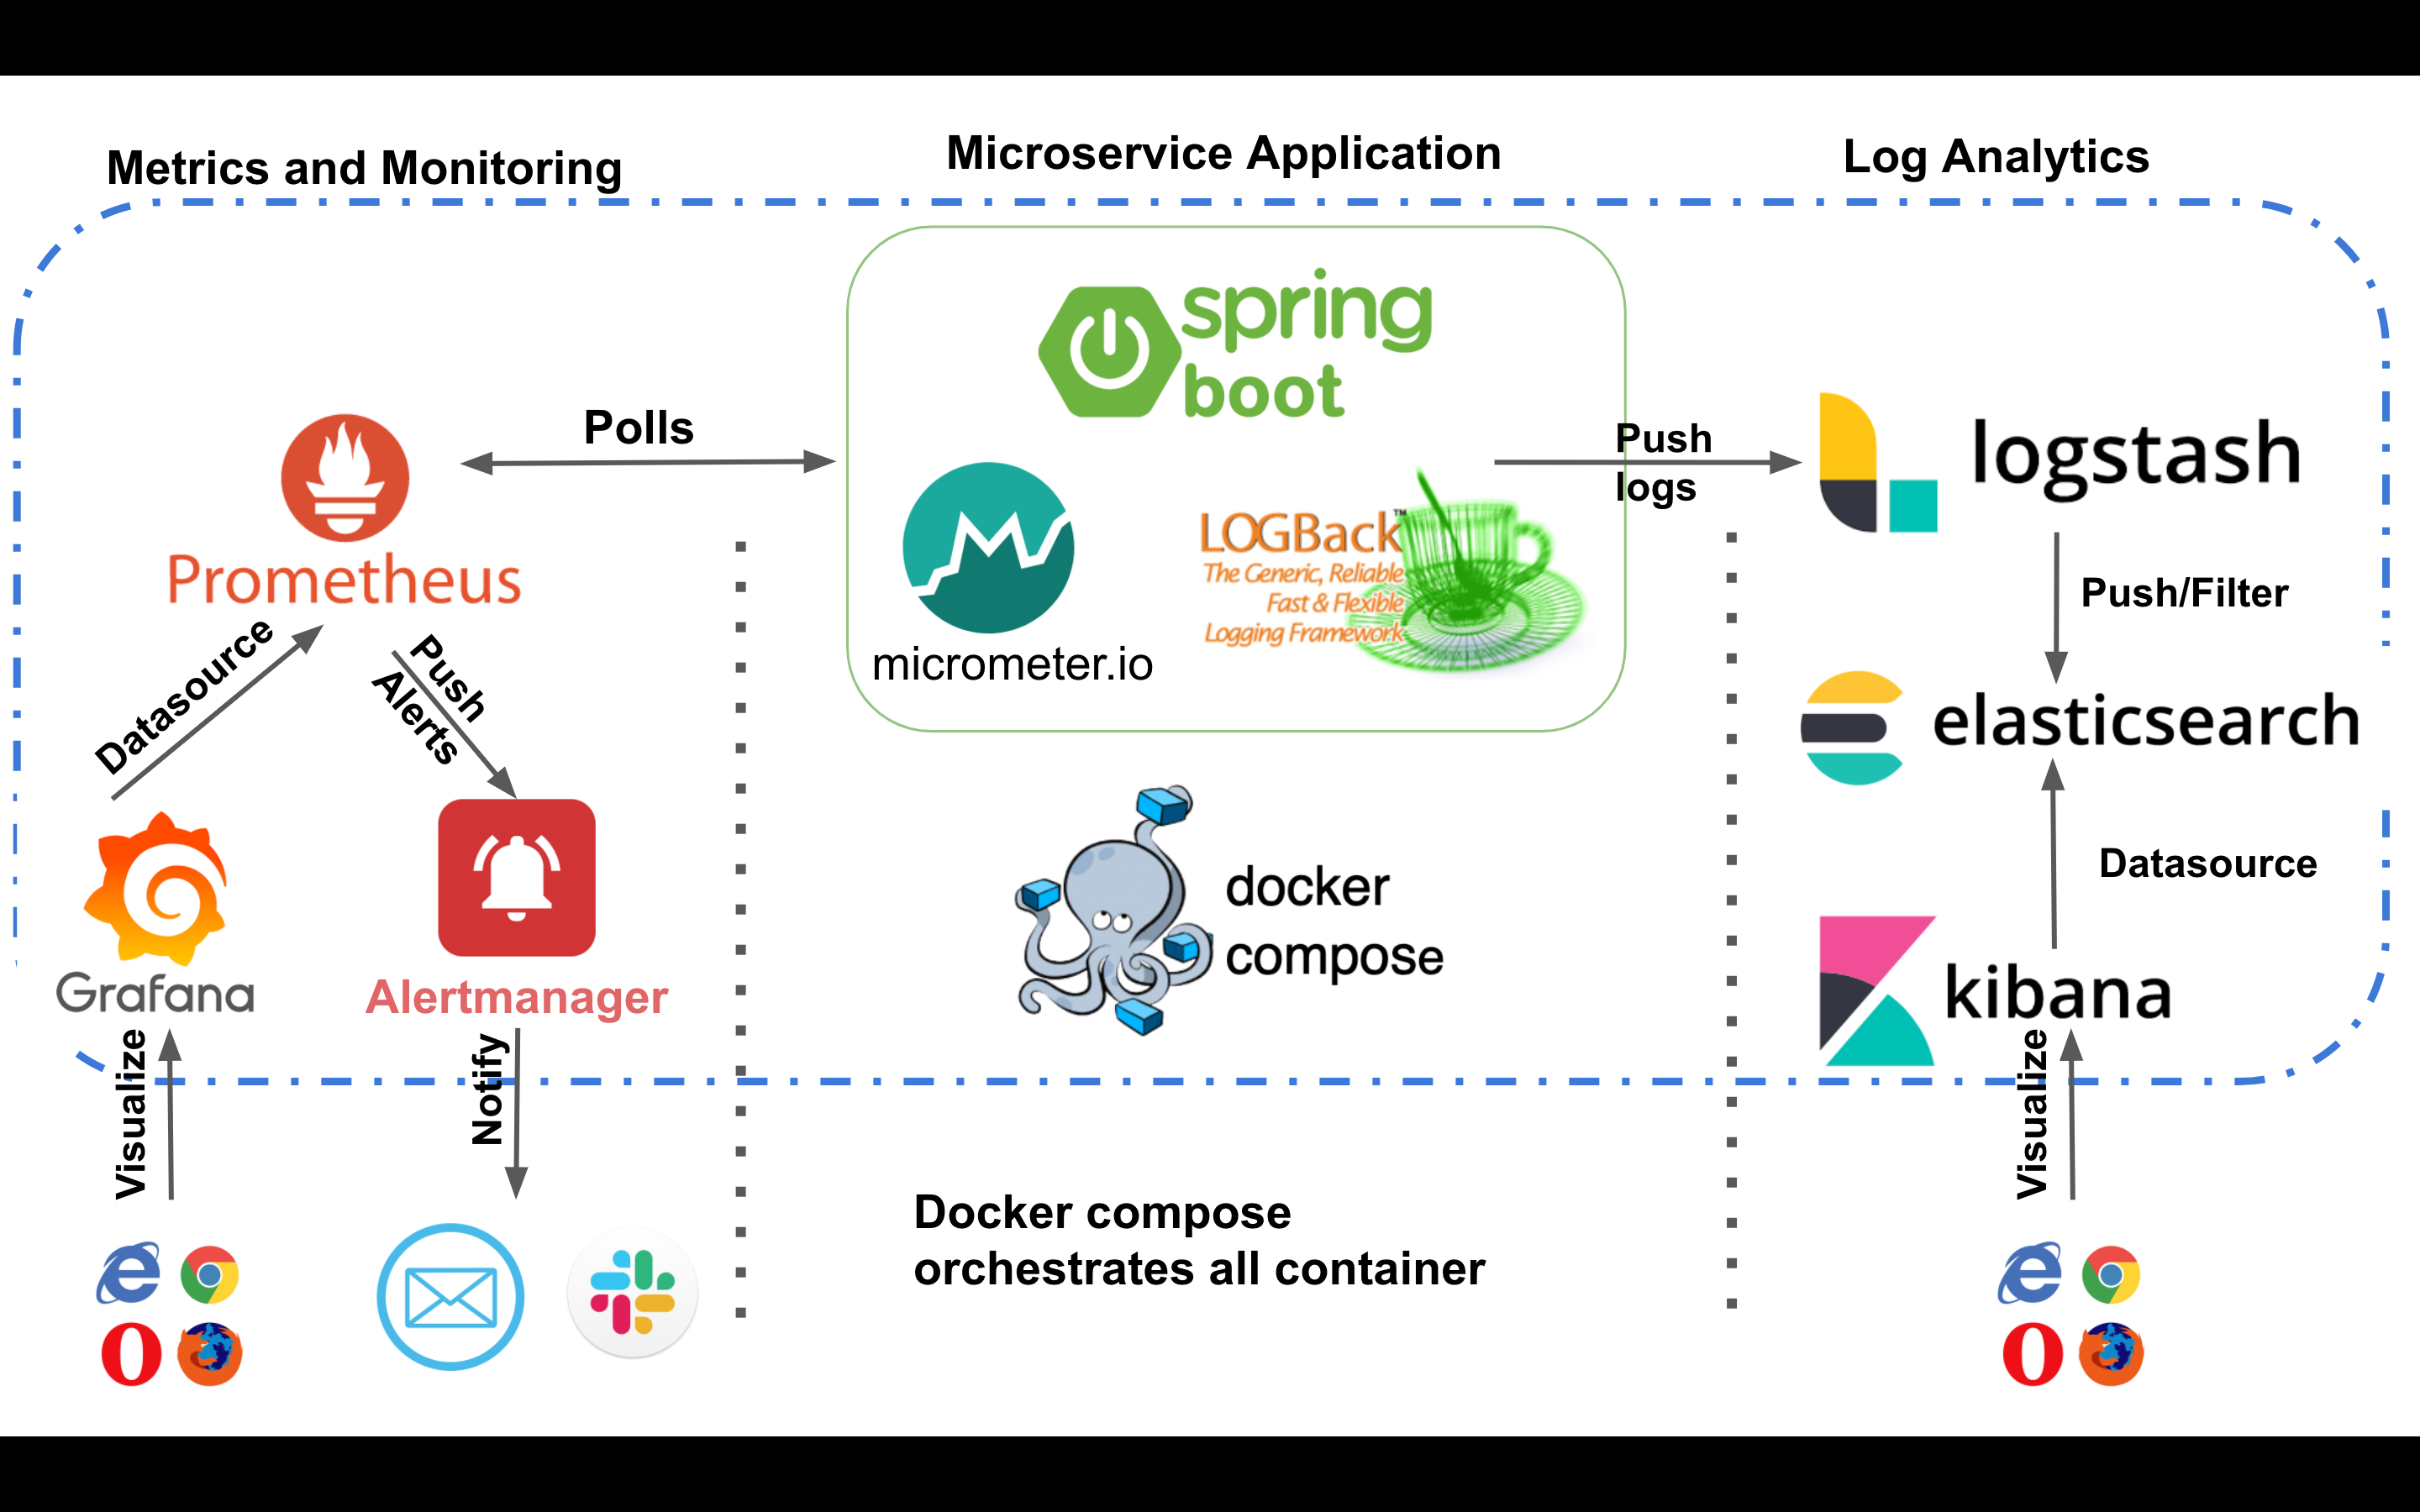 Metrics and Monitoring
Microservice Application
Log Analytics
spring
boot
Polls
Prometheus
Datasource
Push
Alerts
Grafana
Alertmanager
Visualize
Notify
micrometer.io
LOGBack™
The Generic, Reliable
Fast & Flexible
Logging Framework
docker
compose
Docker compose
orchestrates all container
Push
logs
logstash
Push/Filter
elasticsearch
Datasource
kibana
Visualize